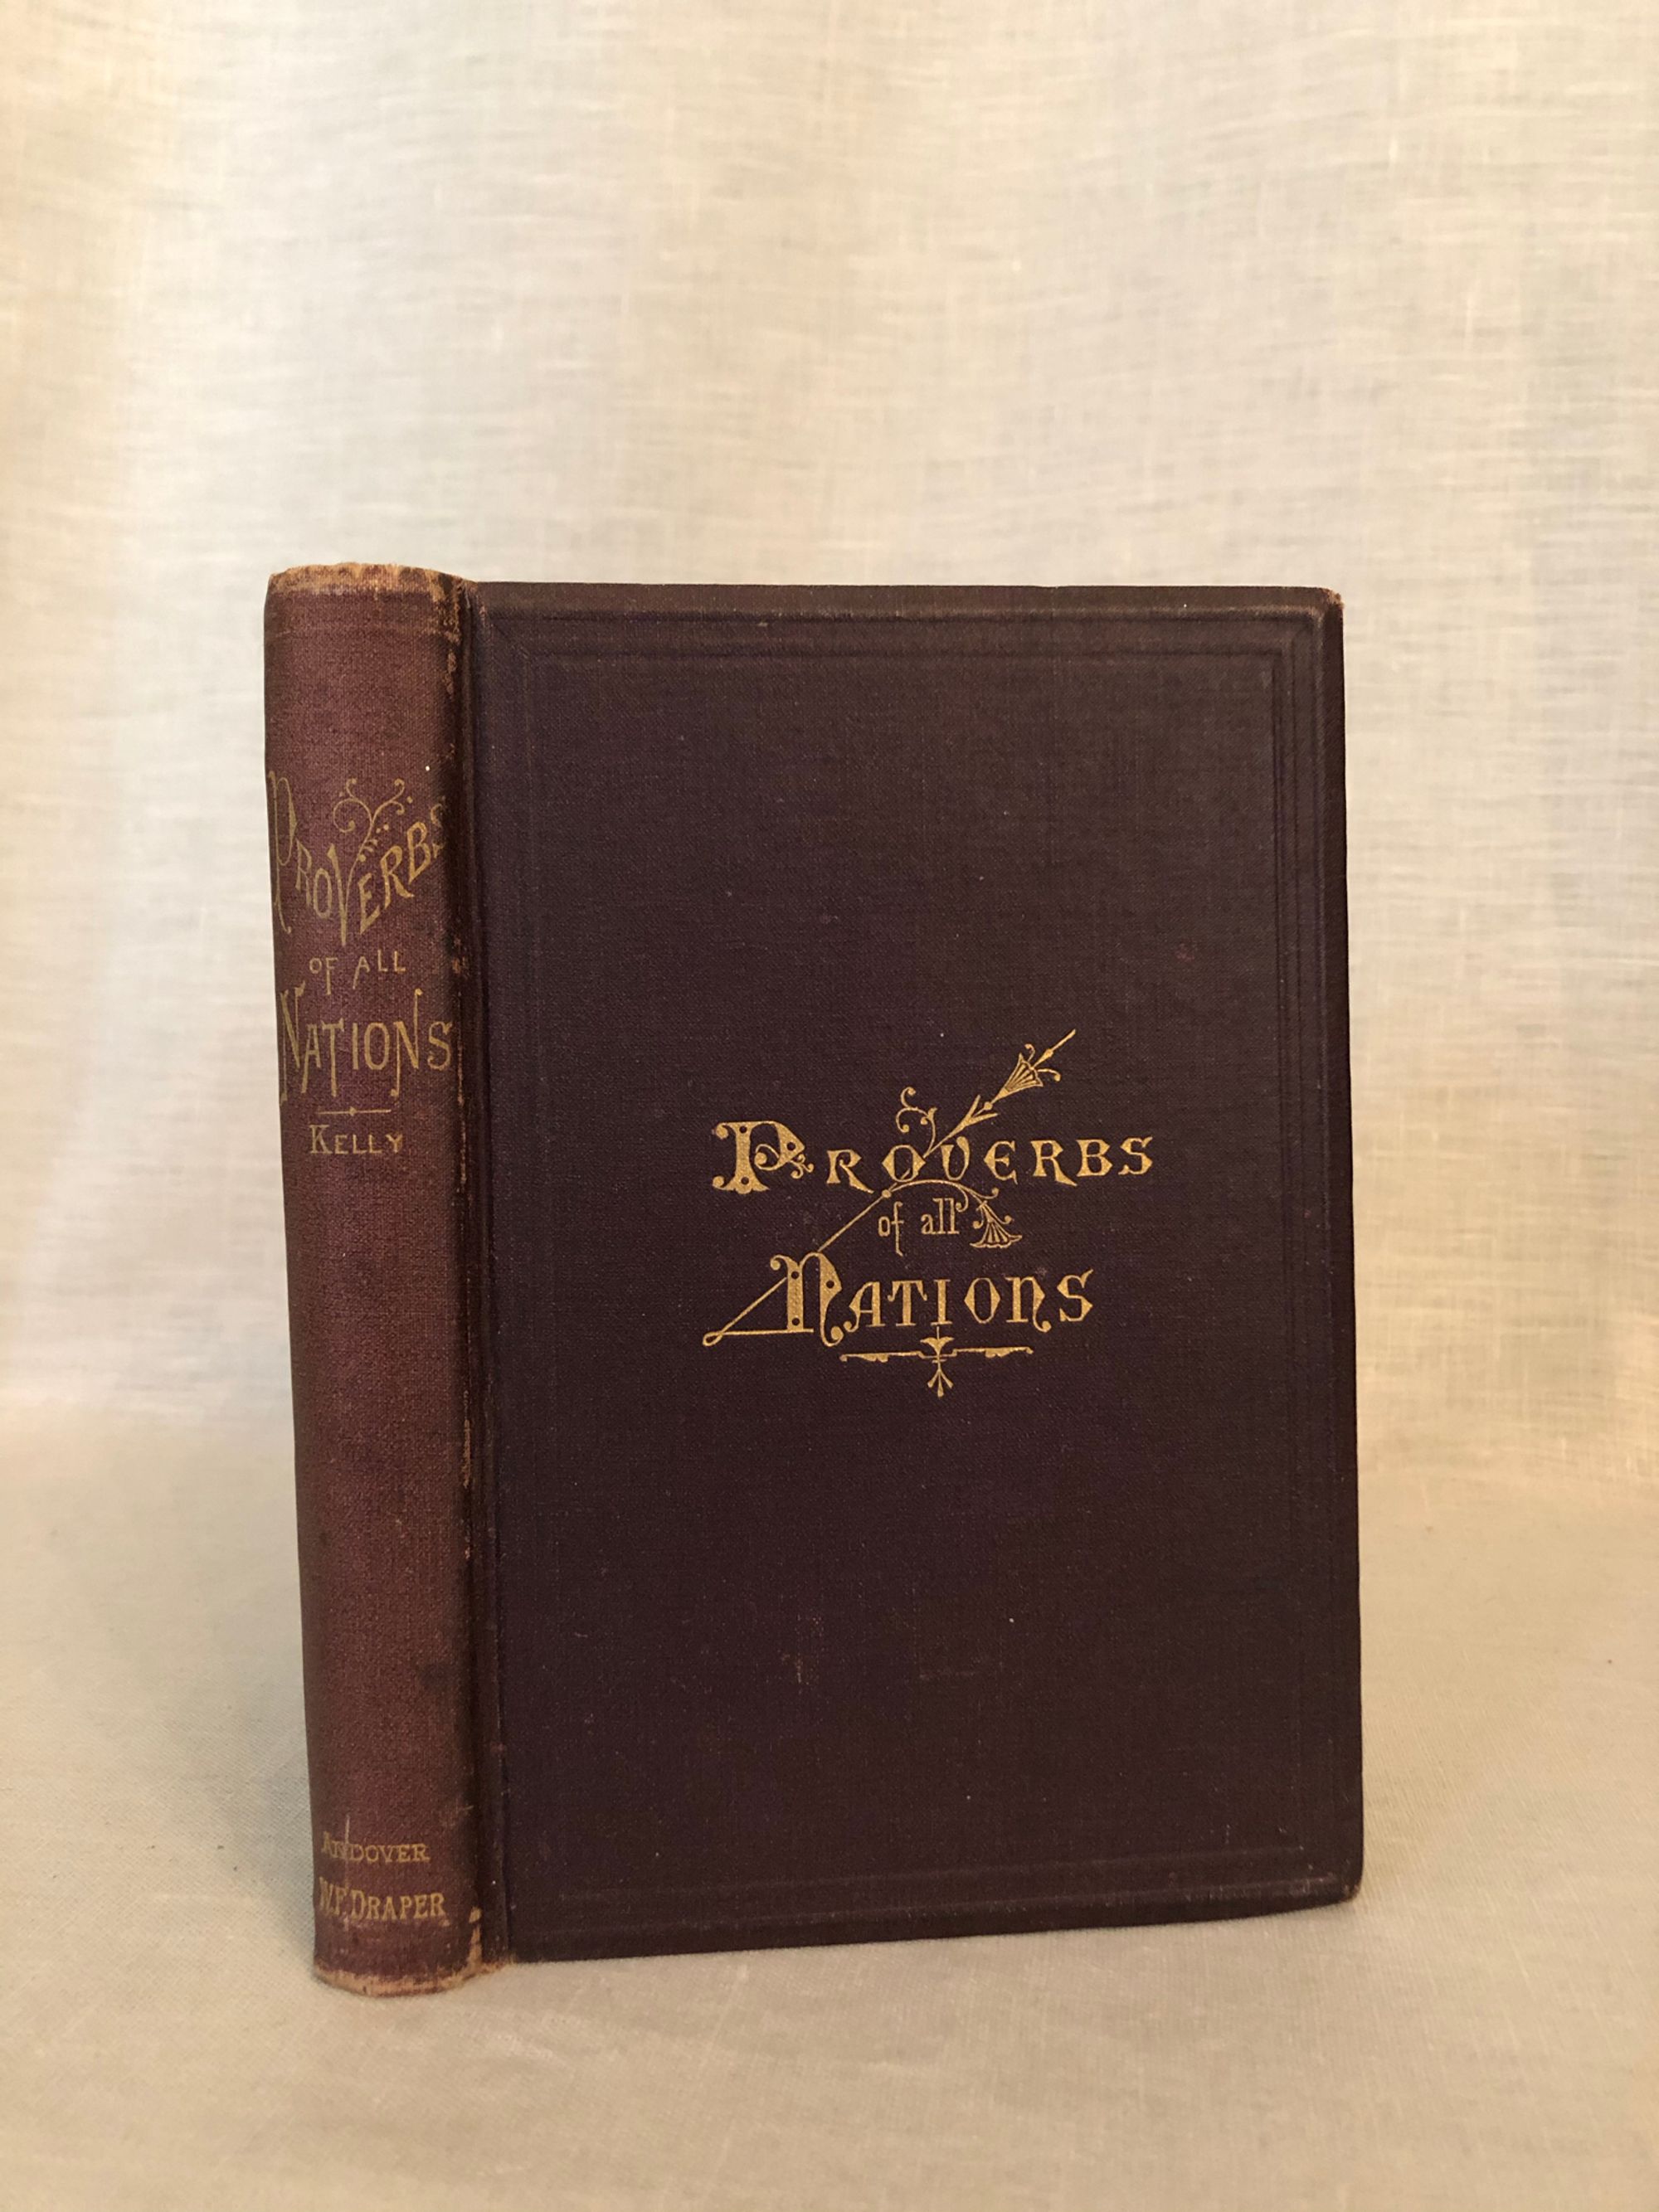 PROVERBS
OF ALL
NATIONS
KELLY
ANDOVER
W.F. DRAPER
PROVERBS
of all
NATIONS